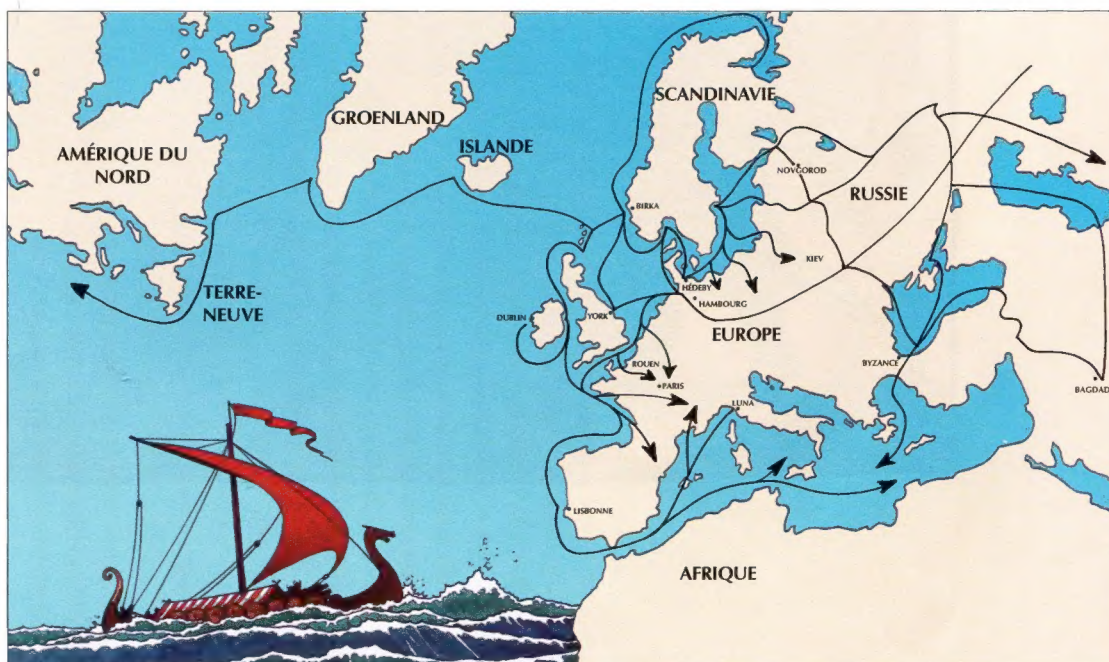 SCANDINAVIE
GROENLAND
AMÉRIQUE DU
NORD
ISLANDE
NOVGOROD
RUSSIE
BIRKA
KIEV
HÉDEBY
HAMBOURG
TERRE-
NEUVE
DUBLIN
YORK
EUROPE
ROUEN
BYZANCE
PARIS
BAGDAD
LUNA
LISBONNE
AFRIQUE